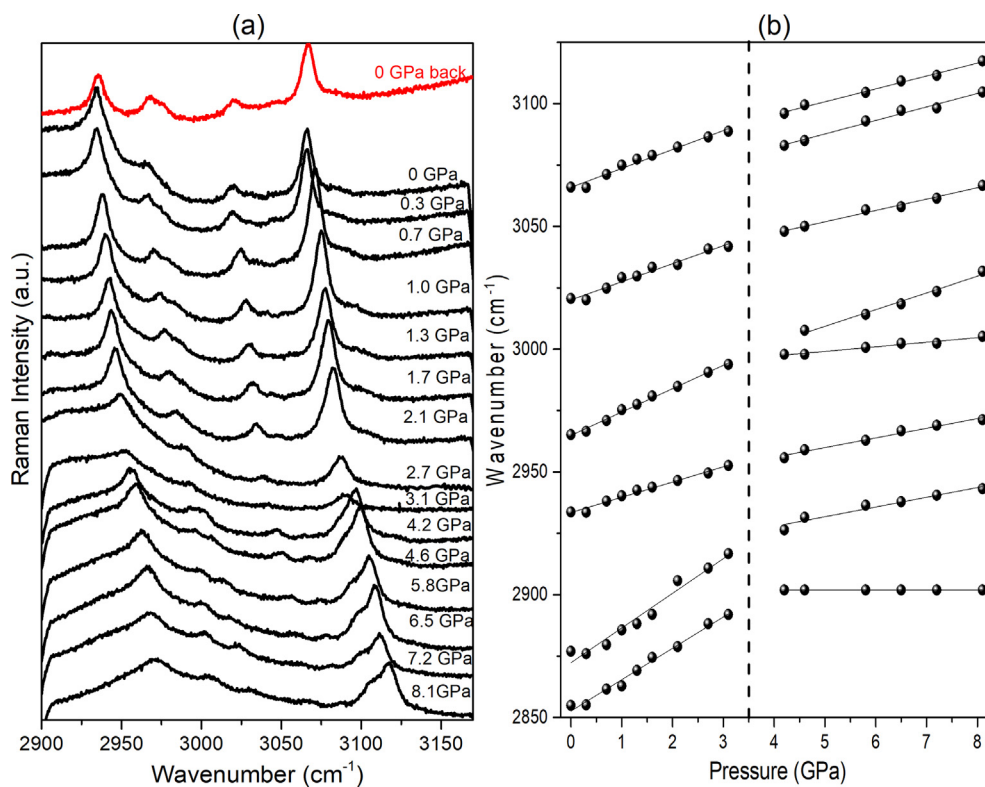 (a)
(b)
0 GPa back
0 GPa
0.3 GPa
0.7 GPa
1.0 GPa
1.3 GPa
1.7 GPa
2.1 GPa
2.7 GPa
3.1 GPa
4.2 GPa
4.6 GPa
5.8GPa
6.5 GPa
7.2 GPa
8.1GPa
Raman Intensity (a.u.)
2900 2950 3000 3050 3100 3150
Wavenumber (cm⁻¹)
Wavenumber (cm⁻¹)
3100
3050
3000
2950
2900
2850
0 1 2 3 4 5 6 7 8
Pressure (GPa)